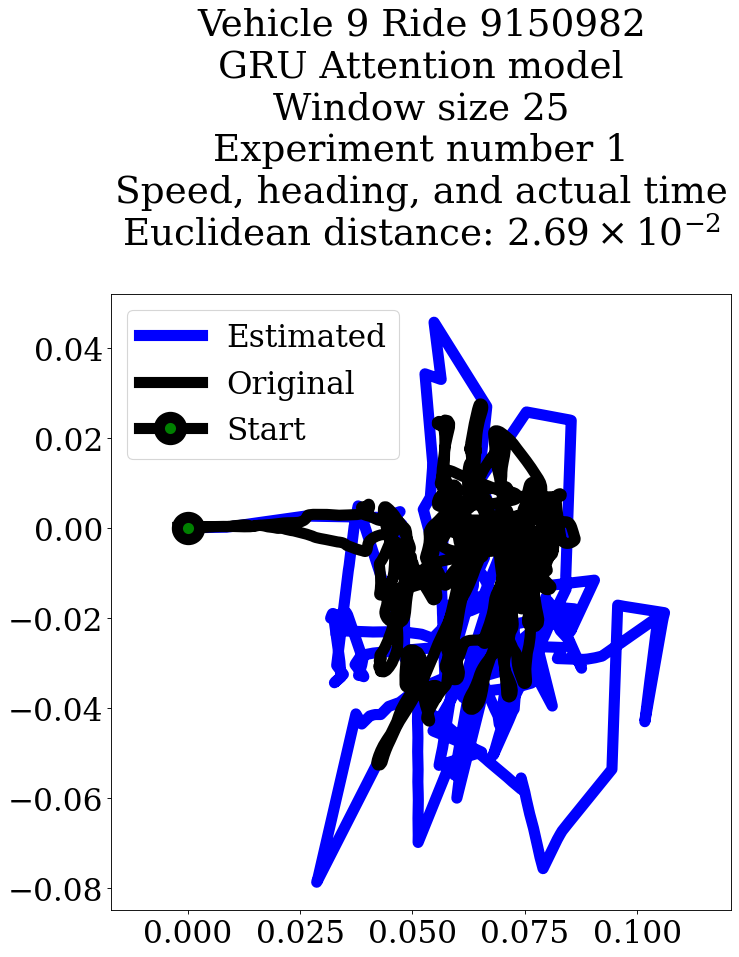 Vehicle 9 Ride 9150982
GRU Attention model
Window size 25
Experiment number 1
Speed, heading, and actual time
Euclidean distance: 2.69 × 10⁻²
Estimated
Original
Start
0.04
0.02
0.00
−0.02
−0.04
−0.06
−0.08
0.000 0.025 0.050 0.075 0.100